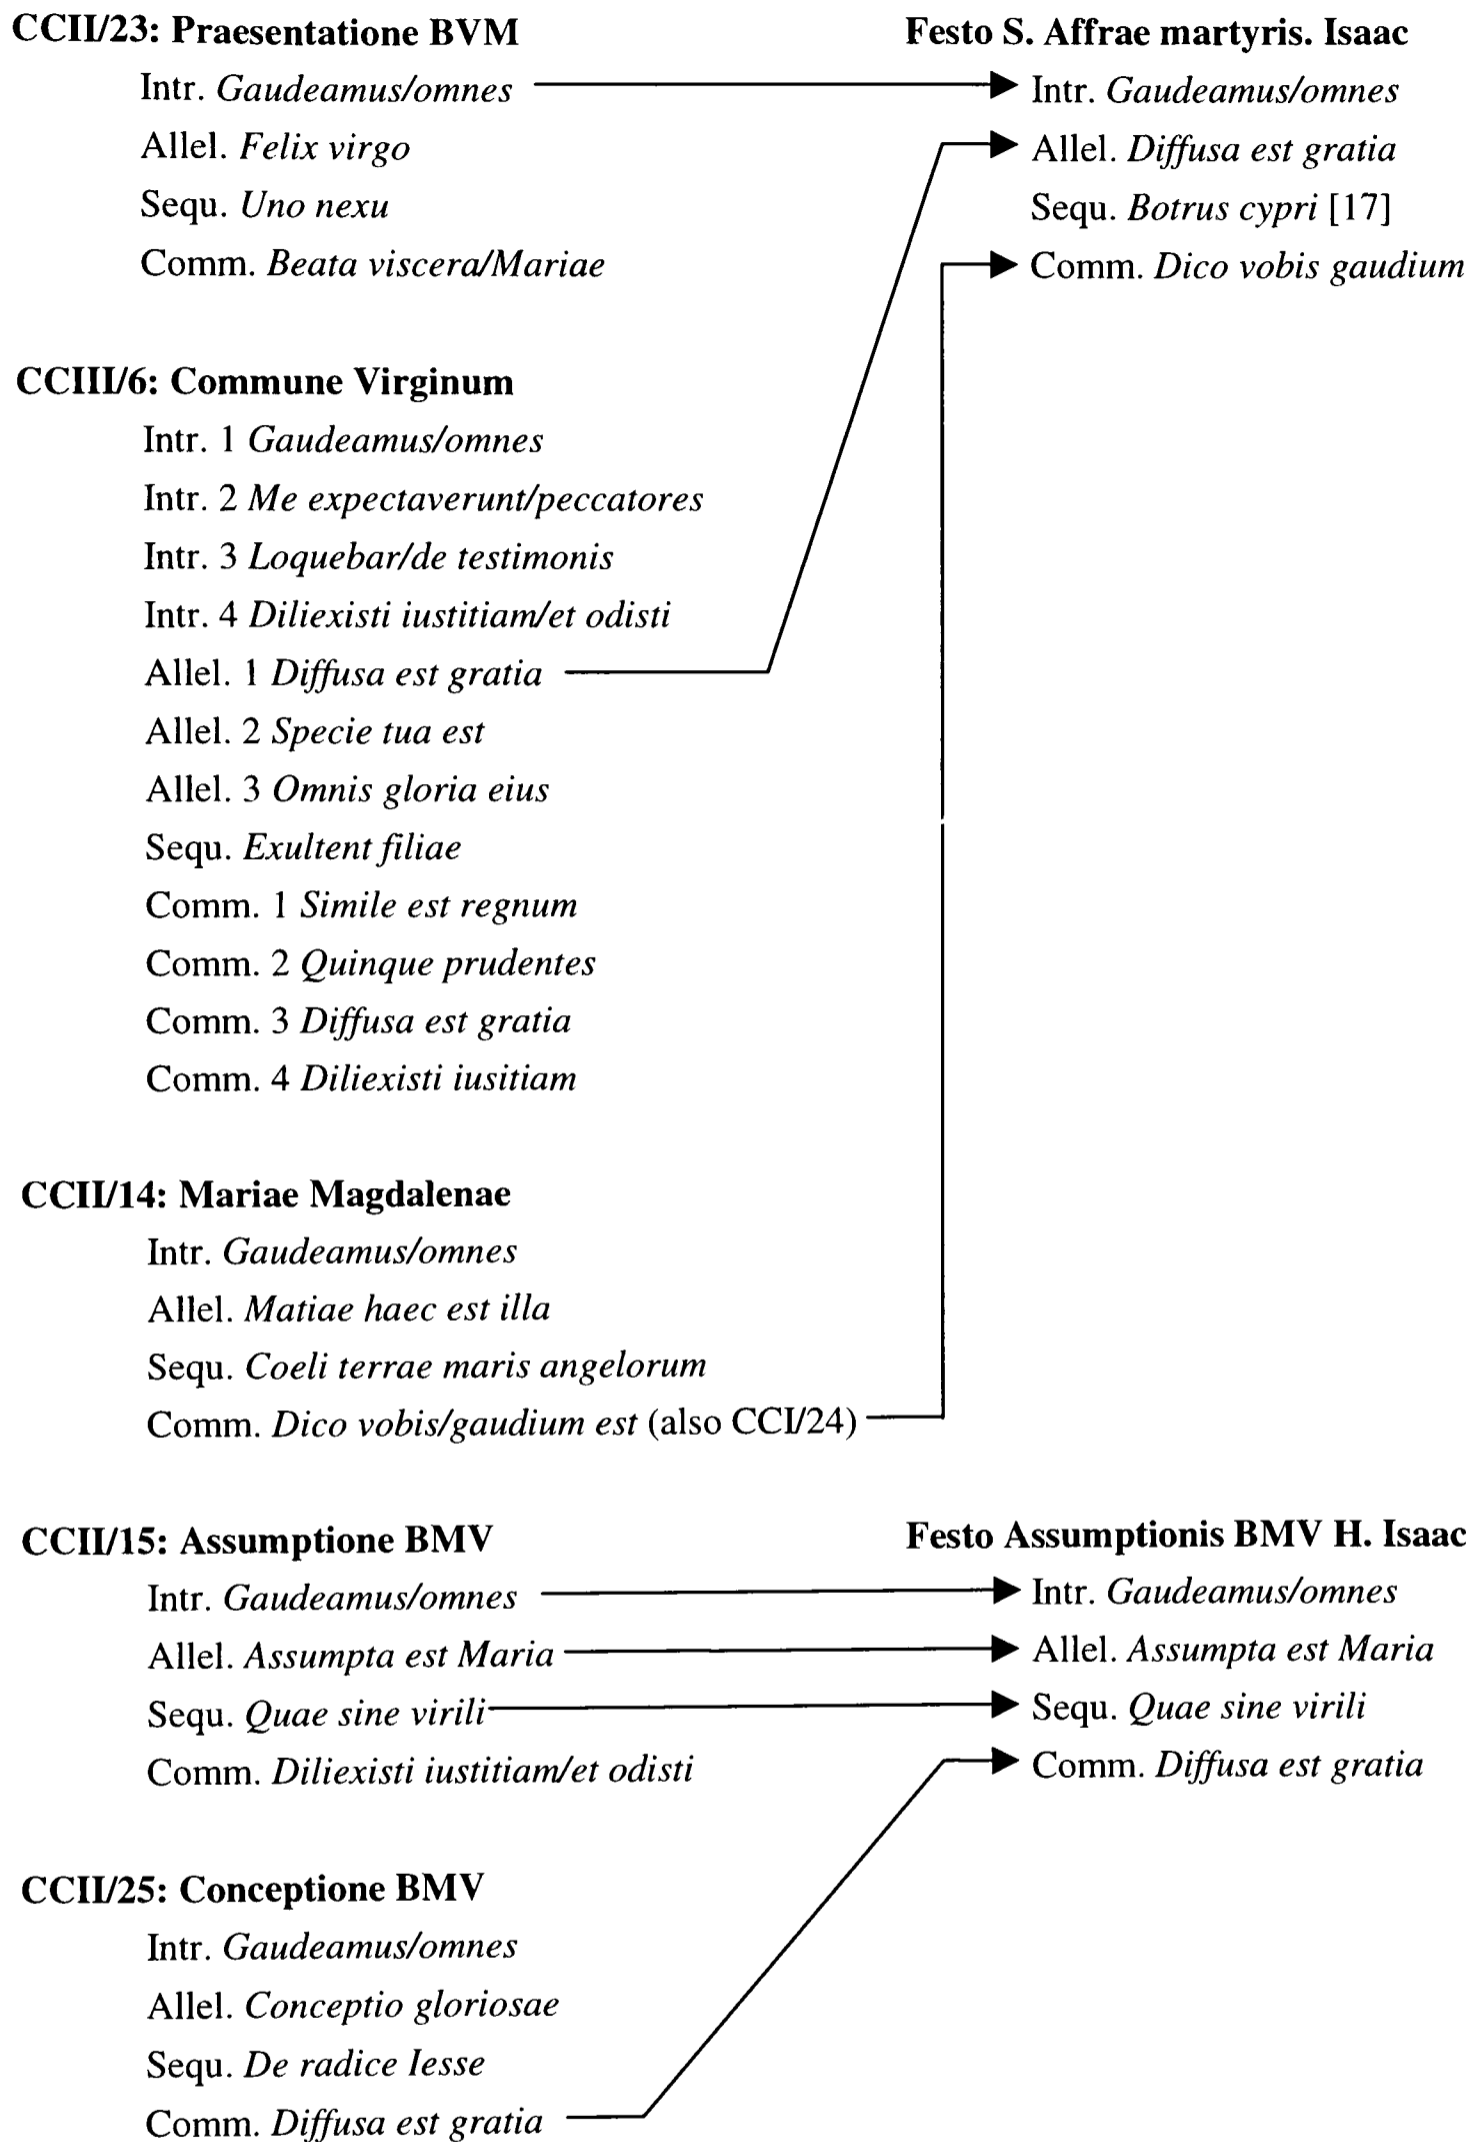 CCII/23: Praesentatione BVM
Intr. Gaudeamus/omnes
Allel. Felix virgo
Sequ. Uno nexu
Comm. Beata viscera/Mariae
Festo S. Affrae martyris. Isaac
Intr. Gaudeamus/omnes
Allel. Diffusa est gratia
Sequ. Botrus cypri [17]
Comm. Dico vobis gaudium
CCIII/6: Commune Virginum
Intr. 1 Gaudeamus/omnes
Intr. 2 Me expectaverunt/peccatores
Intr. 3 Loquebar/de testimonis
Intr. 4 Diliexisti iustitiam/et odisti
Allel. 1 Diffusa est gratia
Allel. 2 Specie tua est
Allel. 3 Omnis gloria eius
Sequ. Exultent filiae
Comm. 1 Simile est regnum
Comm. 2 Quinque prudentes
Comm. 3 Diffusa est gratia
Comm. 4 Diliexisti iusitiam
CCII/14: Mariae Magdalenae
Intr. Gaudeamus/omnes
Allel. Matiae haec est illa
Sequ. Coeli terrae maris angelorum
Comm. Dico vobis/gaudium est (also CCI/24)
CCII/15: Assumptione BMV
Intr. Gaudeamus/omnes
Allel. Assumpta est Maria
Sequ. Quae sine virili
Comm. Diliexisti iustitiam/et odisti
Festo Assumptionis BMV H. Isaac
Intr. Gaudeamus/omnes
Allel. Assumpta est Maria
Sequ. Quae sine virili
Comm. Diffusa est gratia
CCII/25: Conceptione BMV
Intr. Gaudeamus/omnes
Allel. Conceptio gloriosae
Sequ. De radice Iesse
Comm. Diffusa est gratia